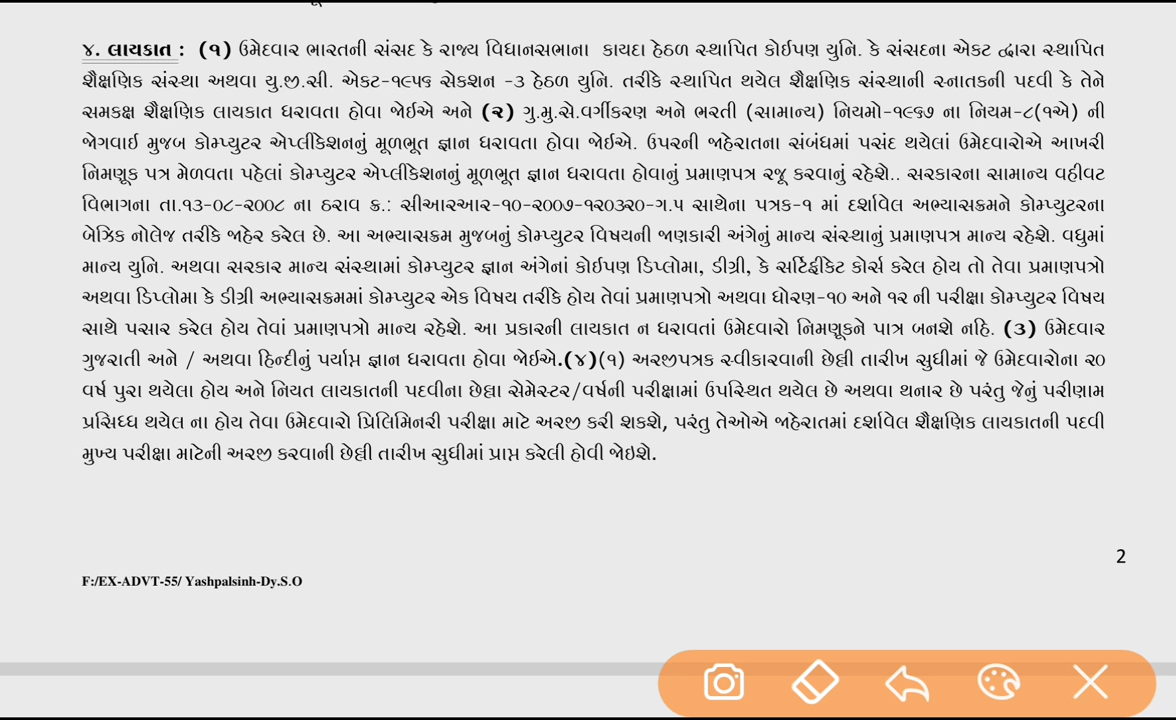 ૪. લાયકાત : (૧) ઉમેદવાર ભારતની સંસદ કે રાજ્ય વિધાનસભાના કાયદા હેઠળ સ્થાપિત કોઈપણ યુનિ. કે સંસદના એકટ દ્વારા સ્થાપિત
શૈક્ષણિક સંસ્થા અથવા યુ.જી.સી. એકટ-૧૯૫૬ સેકશન -૩ હેઠળ યુનિ. તરીકે સ્થાપિત થયેલ શૈક્ષણિક સંસ્થાની સ્નાતકની પદવી કે તેને
સમકક્ષ શૈક્ષણિક લાયકાત ધરાવતા હોવા જોઈએ અને (૨) ગુ.મુ.સે.વર્ગીકરણ અને ભરતી (સામાન્ય) નિયમો-૧૯૬૭ ના નિયમ-૮(૧એ) ની
જેગવાઈ મુજબ કોમ્પ્યુટર એપ્લીકેશનનું મૂળભૂત જ્ઞાન ધરાવતા હોવા જોઈએ. ઉપરની જાહેરાતના સંબંધમાં પસંદ થયેલાં ઉમેદવારોએ આખરી
નિમણૂક પત્ર મેળવતા પહેલાં કોમ્પ્યુટર એપ્લીકેશનનું મૂળભૂત જ્ઞાન ધરાવતા હોવાનું પ્રમાણપત્ર રજૂ કરવાનું રહેશે.. સરકારના સામાન્ય વહીવટ
વિભાગના તા.૧૩-૦૮-૨૦૦૮ ના ઠરાવ ક્ર.: સીઆરઆર-૧૦-૨૦૦૭-૧૨૦૩૨૦-ગ.૫ સાથેના પત્રક-૧ માં દર્શાવેલ અભ્યાસક્રમને કોમ્પ્યુટરના
બેઝિક નોલેજ તરીકે જાહેર કરેલ છે. આ અભ્યાસક્રમ મુજબનું કોમ્પ્યુટર વિષયની જાણકારી અંગેનું માન્ય સંસ્થાનું પ્રમાણપત્ર માન્ય રહેશે. વધુમાં
માન્ય યુનિ. અથવા સરકાર માન્ય સંસ્થામાં કોમ્પ્યુટર જ્ઞાન અંગેનાં કોઈપણ ડિપ્લોમા, ડીગ્રી, કે સર્ટિફીકેટ કોર્સ કરેલ હોય તો તેવા પ્રમાણપત્રો
અથવા ડિપ્લોમા કે ડીગ્રી અભ્યાસક્રમમાં કોમ્પ્યુટર એક વિષય તરીકે હોય તેવાં પ્રમાણપત્રો અથવા ધોરણ-૧૦ અને ૧૨ ની પરીક્ષા કોમ્પ્યુટર વિષય
સાથે પસાર કરેલ હોય તેવાં પ્રમાણપત્રો માન્ય રહેશે. આ પ્રકારની લાયકાત ન ધરાવતાં ઉમેદવારો નિમણૂકને પાત્ર બનશે નહિ. (૩) ઉમેદવાર
ગુજરાતી અને / અથવા હિન્દીનું પર્યાપ્ત જ્ઞાન ધરાવતા હોવા જોઈએ.(૪)(૧) અરજીપત્રક સ્વીકારવાની છેલ્લી તારીખ સુધીમાં જે ઉમેદવારોના ૨૦
વર્ષ પુરા થયેલા હોય અને નિયત લાયકાતની પદવીના છેલ્લા સેમેસ્ટર/વર્ષની પરીક્ષામાં ઉપસ્થિત થયેલ છે અથવા થનાર છે પરંતુ જેનું પરીણામ
પ્રસિધ્ધ થયેલ ના હોય તેવા ઉમેદવારો પ્રિલિમિનરી પરીક્ષા માટે અરજી કરી શકશે, પરંતુ તેઓએ જાહેરાતમાં દર્શાવેલ શૈક્ષણિક લાયકાતની પદવી
મુખ્ય પરીક્ષા માટેની અરજી કરવાની છેલ્લી તારીખ સુધીમાં પ્રાપ્ત કરેલી હોવી જોઇશે.
2
F:/EX-ADVT-55/ Yashpalsinh-Dy.S.O